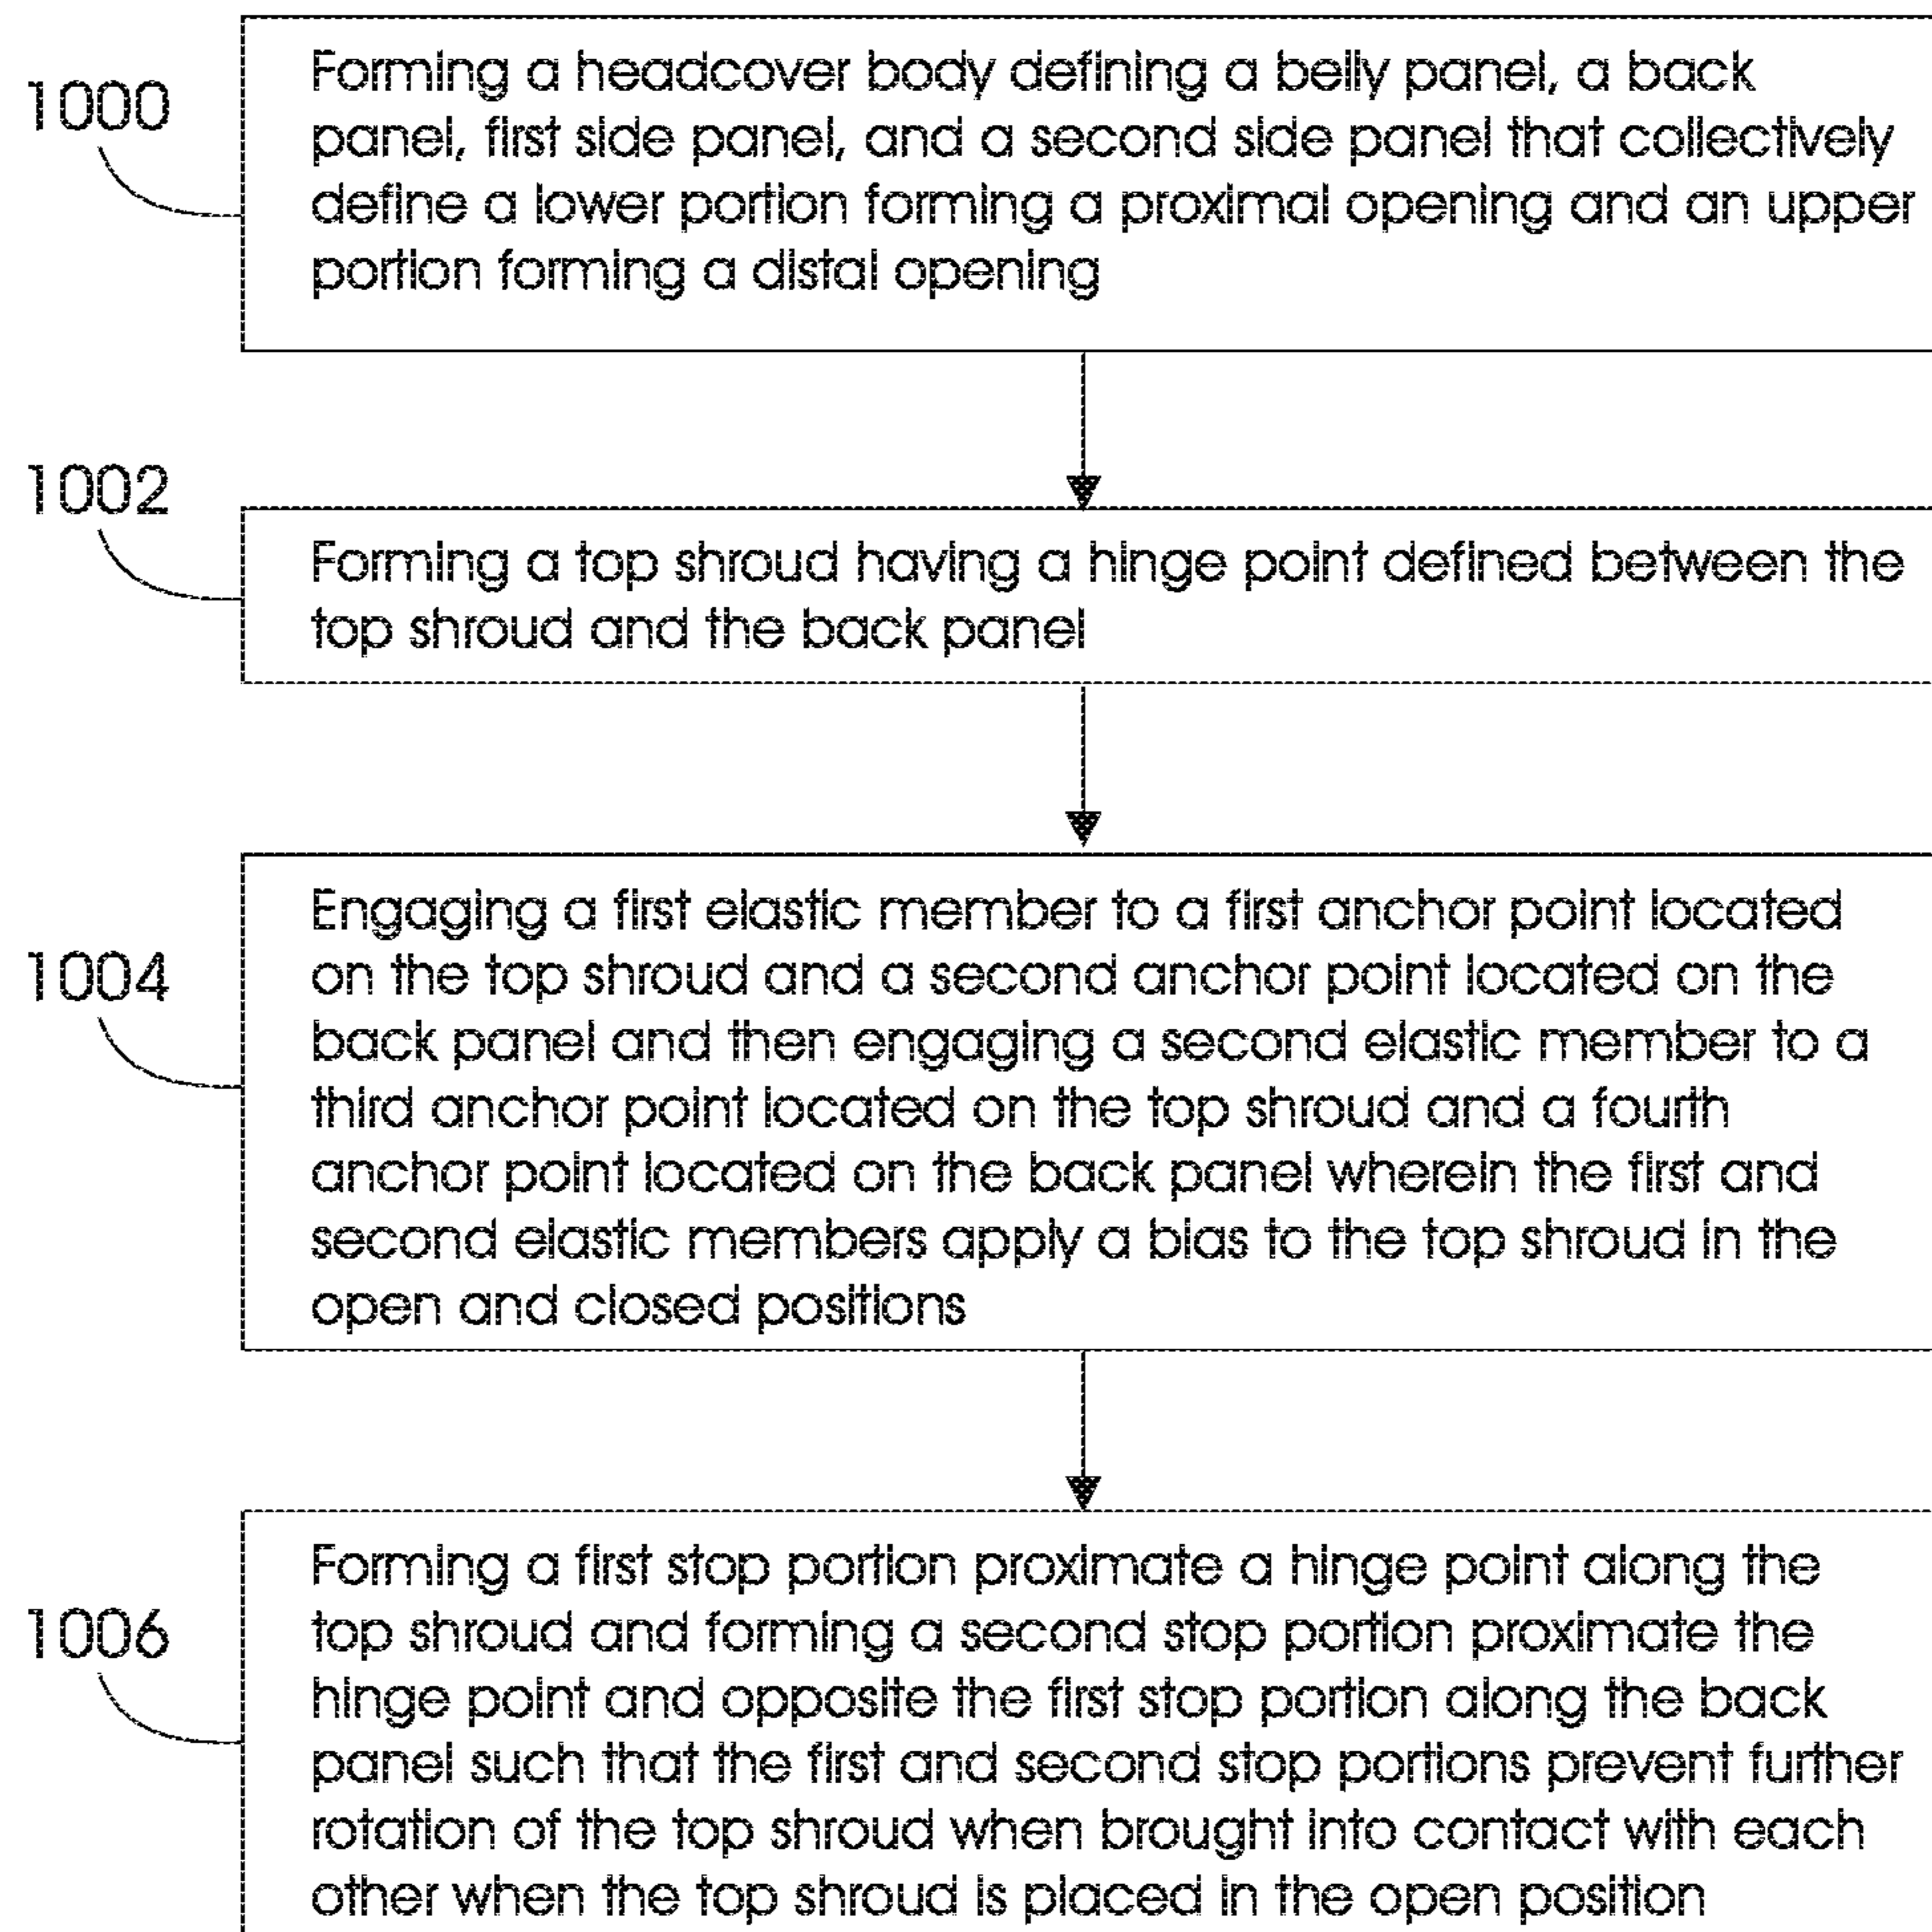 1000
Forming a headcover body defining a belly panel, a back
panel, first side panel, and a second side panel that collectively
define a lower portion forming a proximal opening and an upper
portion forming a distal opening
1002
Forming a top shroud having a hinge point defined between the
top shroud and the back panel
1004
Engaging a first elastic member to a first anchor point located
on the top shroud and a second anchor point located on the
back panel and then engaging a second elastic member to a
third anchor point located on the top shroud and a fourth
anchor point located on the back panel wherein the first and
second elastic members apply a bias to the top shroud in the
open and closed positions
1006
Forming a first stop portion proximate a hinge point along the
top shroud and forming a second stop portion proximate the
hinge point and opposite the first stop portion along the back
panel such that the first and second stop portions prevent further
rotation of the top shroud when brought into contact with each
other when the top shroud is placed in the open position